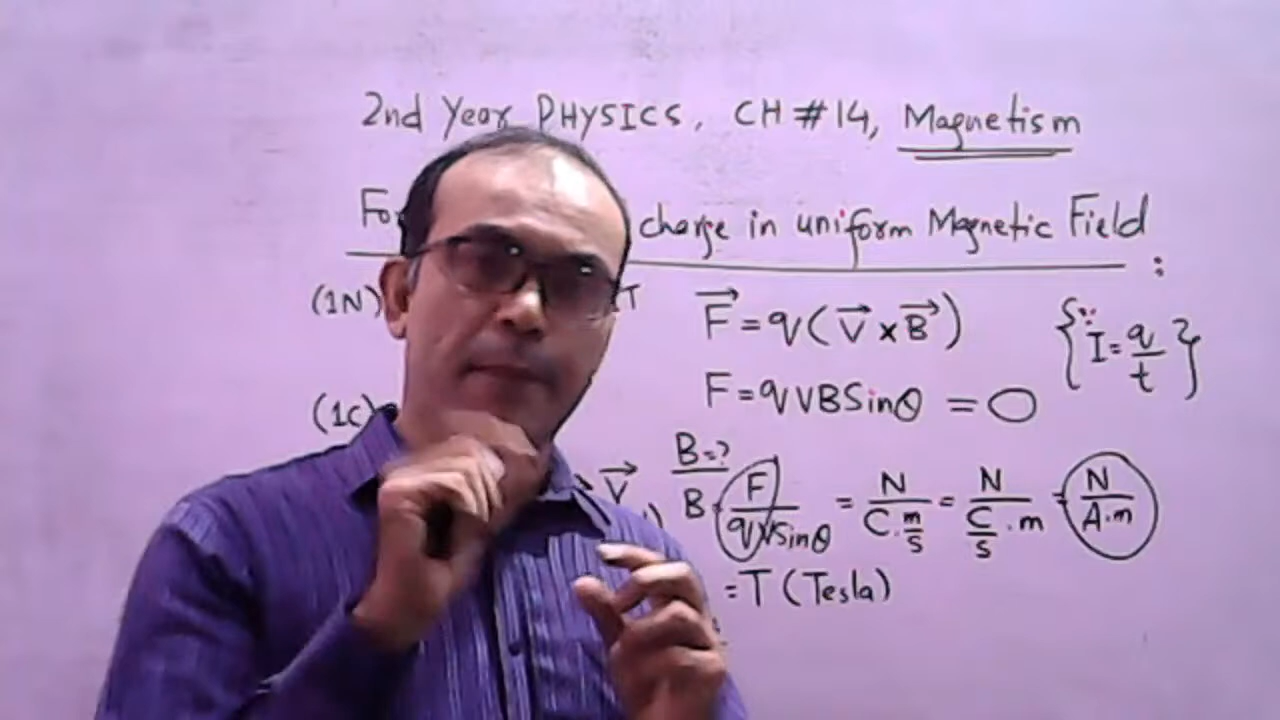 2nd Year PHYSICS, CH #14, Magnetism
charge in uniform Magnetic Field :
(1N) T F⃗ = q(V⃗ × B⃗) {∵ I = q/t}
(1C) F = qVBSinθ = 0
V⃗ B = ?
B = F/qVSinθ = N/C.m/s = N/C/s.m = N/A.m
= T (Tesla)